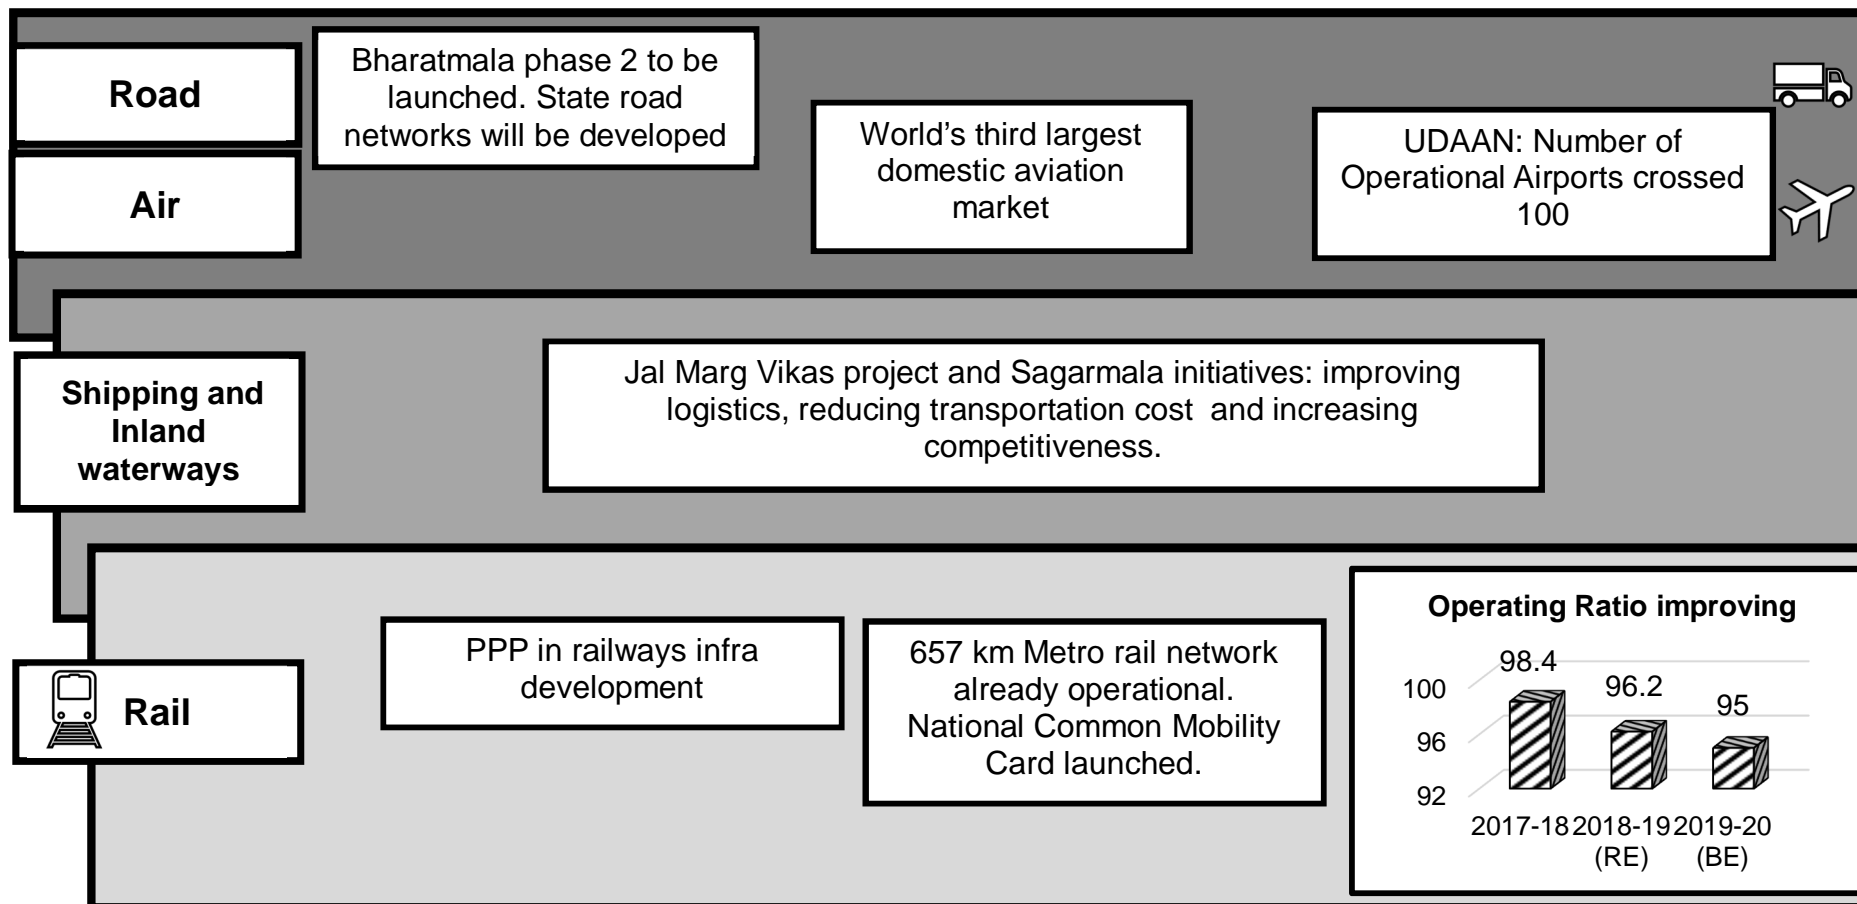 Road
Bharatmala phase 2 to be
launched. State road
networks will be developed
Air
World’s third largest
domestic aviation
market
UDAAN: Number of
Operational Airports crossed
100
Shipping and
Inland
waterways
Jal Marg Vikas project and Sagarmala initiatives: improving
logistics, reducing transportation cost and increasing
competitiveness.
Rail
PPP in railways infra
development
657 km Metro rail network
already operational.
National Common Mobility
Card launched.
Operating Ratio improving
98.4
96.2
95
100
96
92
2017-18 2018-19 2019-20
(RE) (BE)